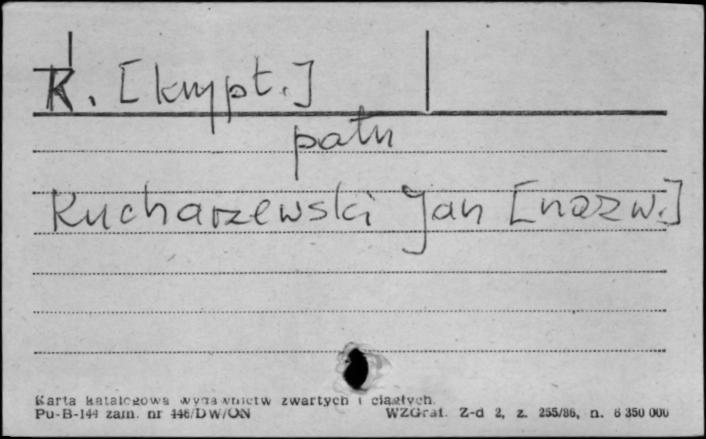 K. [krypt.]
patrz
Kucharzewski Jan [nazw.]
Karta katalogowa wydawnictw zwartych i ciągłych.
Pu-B-144 zam. nr 446/DW/ON WZGraf. Z-d 2, z. 255/86, n. 6 350 000